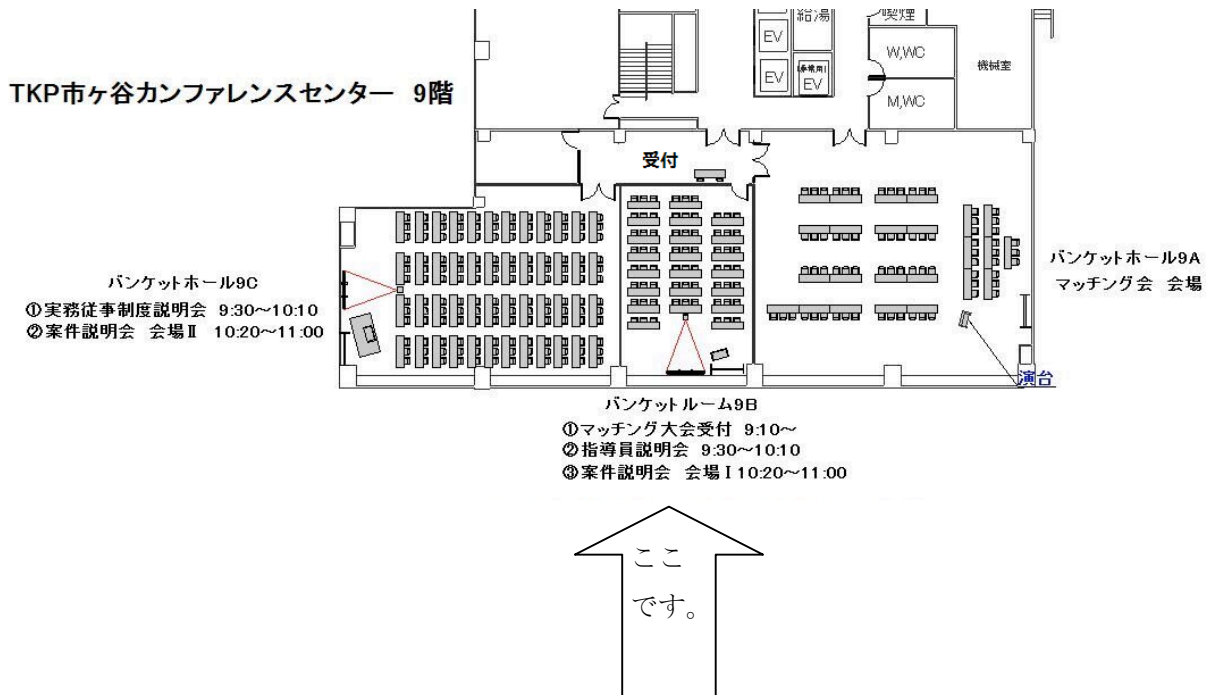 給湯
喫煙
EV
W,WC
機械室
EV
EV
M,WC
TKP市ヶ谷カンファレンスセンター 9階
受付
バンケットホール9C
①実務従事制度説明会 9:30～10:10
②案件説明会 会場Ⅱ 10:20～11:00
バンケットホール9A
マッチング会 会場
演台
バンケットルーム9B
①マッチング大会受付 9:10～
②指導員説明会 9:30～10:10
③案件説明会 会場Ⅰ10:20～11:00
ここ
です。